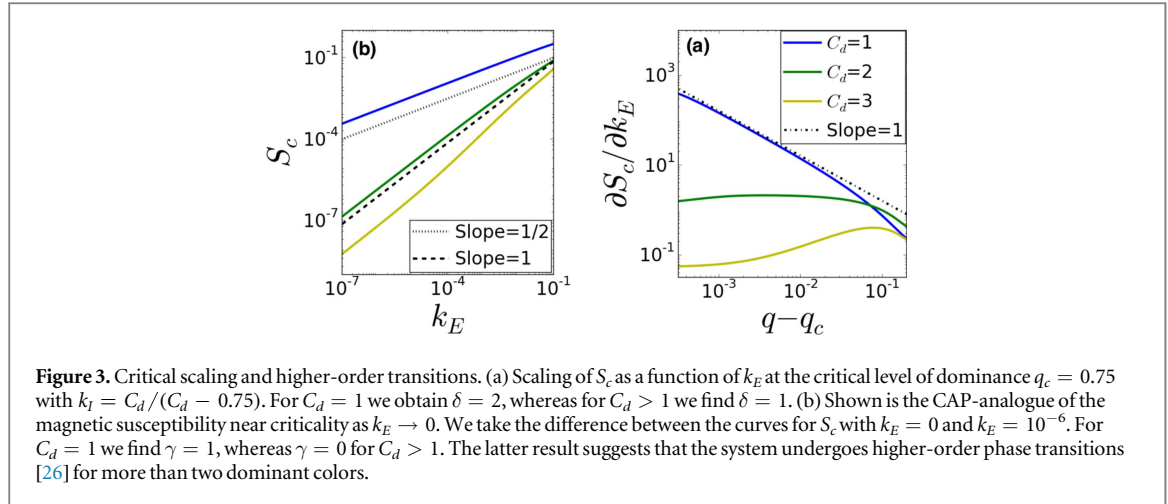 (b)
10^{-1}
10^{-4}
10^{-7}
S_c
10^{-7}
10^{-4}
10^{-1}
k_E
Slope=1/2
Slope=1
(a)
10^3
10^1
10^{-1}
∂S_c/∂k_E
10^{-3}
10^{-2}
10^{-1}
q−q_c
C_d=1
C_d=2
C_d=3
Slope=1
Figure 3. Critical scaling and higher-order transitions. (a) Scaling of S_c as a function of k_E at the critical level of dominance q_c = 0.75
with k_I = C_d/(C_d − 0.75). For C_d = 1 we obtain δ = 2, whereas for C_d > 1 we find δ = 1. (b) Shown is the CAP-analogue of the
magnetic susceptibility near criticality as k_E → 0. We take the difference between the curves for S_c with k_E = 0 and k_E = 10^{-6}. For
C_d = 1 we find γ = 1, whereas γ = 0 for C_d > 1. The latter result suggests that the system undergoes higher-order phase transitions
[26] for more than two dominant colors.